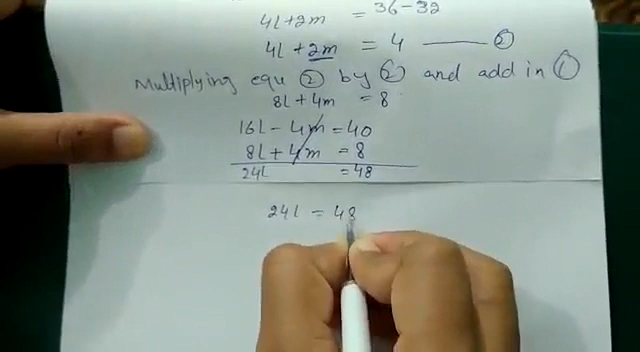 4l+2m = 36-32
4l + 2m = 4 —— ②
Multiplying equ ② by ② and add in ①
8l + 4m = 8
16l - 4m = 40
8l + 4m = 8
24l = 48
24l = 48